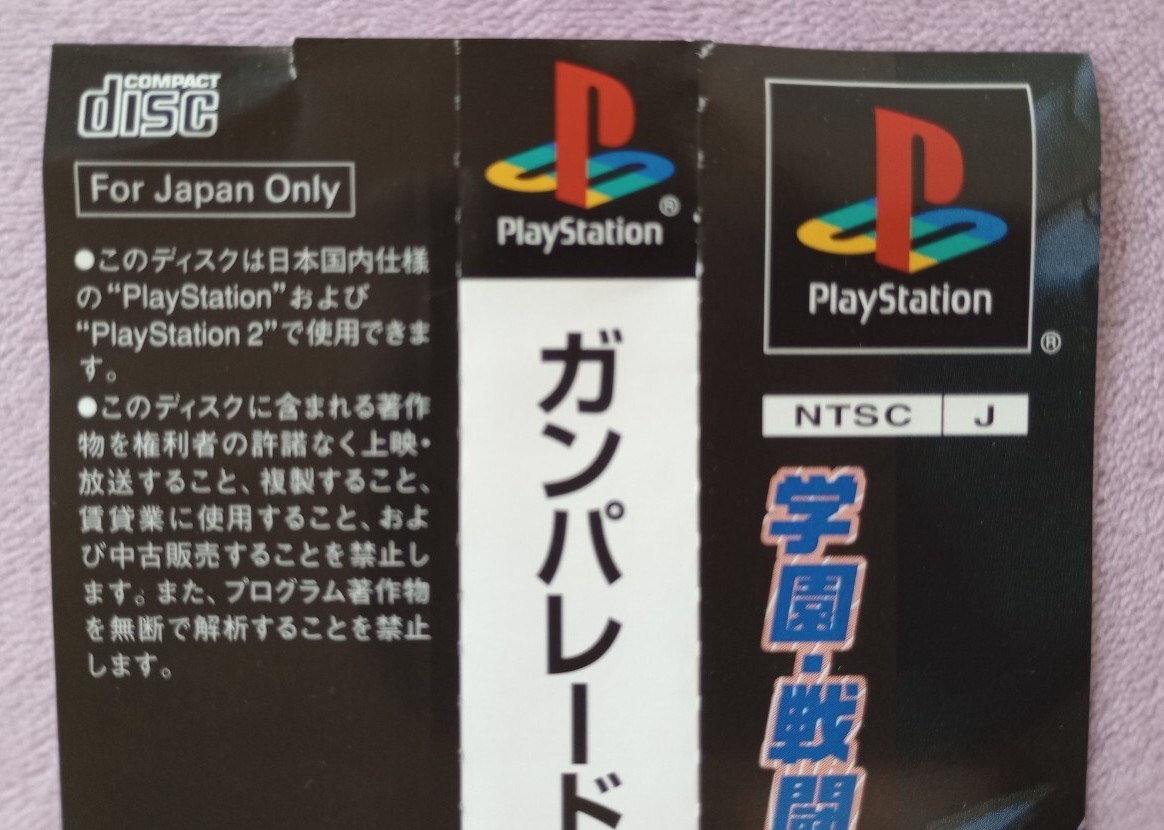 COMPACT
disc
For Japan Only
●このディスクは日本国内仕様
の“PlayStation”および
“PlayStation 2”で使用できま
す。
●このディスクに含まれる著作
物を権利者の許諾なく上映・
放送すること、複製すること、
賃貸業に使用すること、およ
び中古販売することを禁止し
ます。また、プログラム著作物
を無断で解析することを禁止
します。
®
PlayStation
ガンパレード
PlayStation
®
NTSC J
学園・戦闘